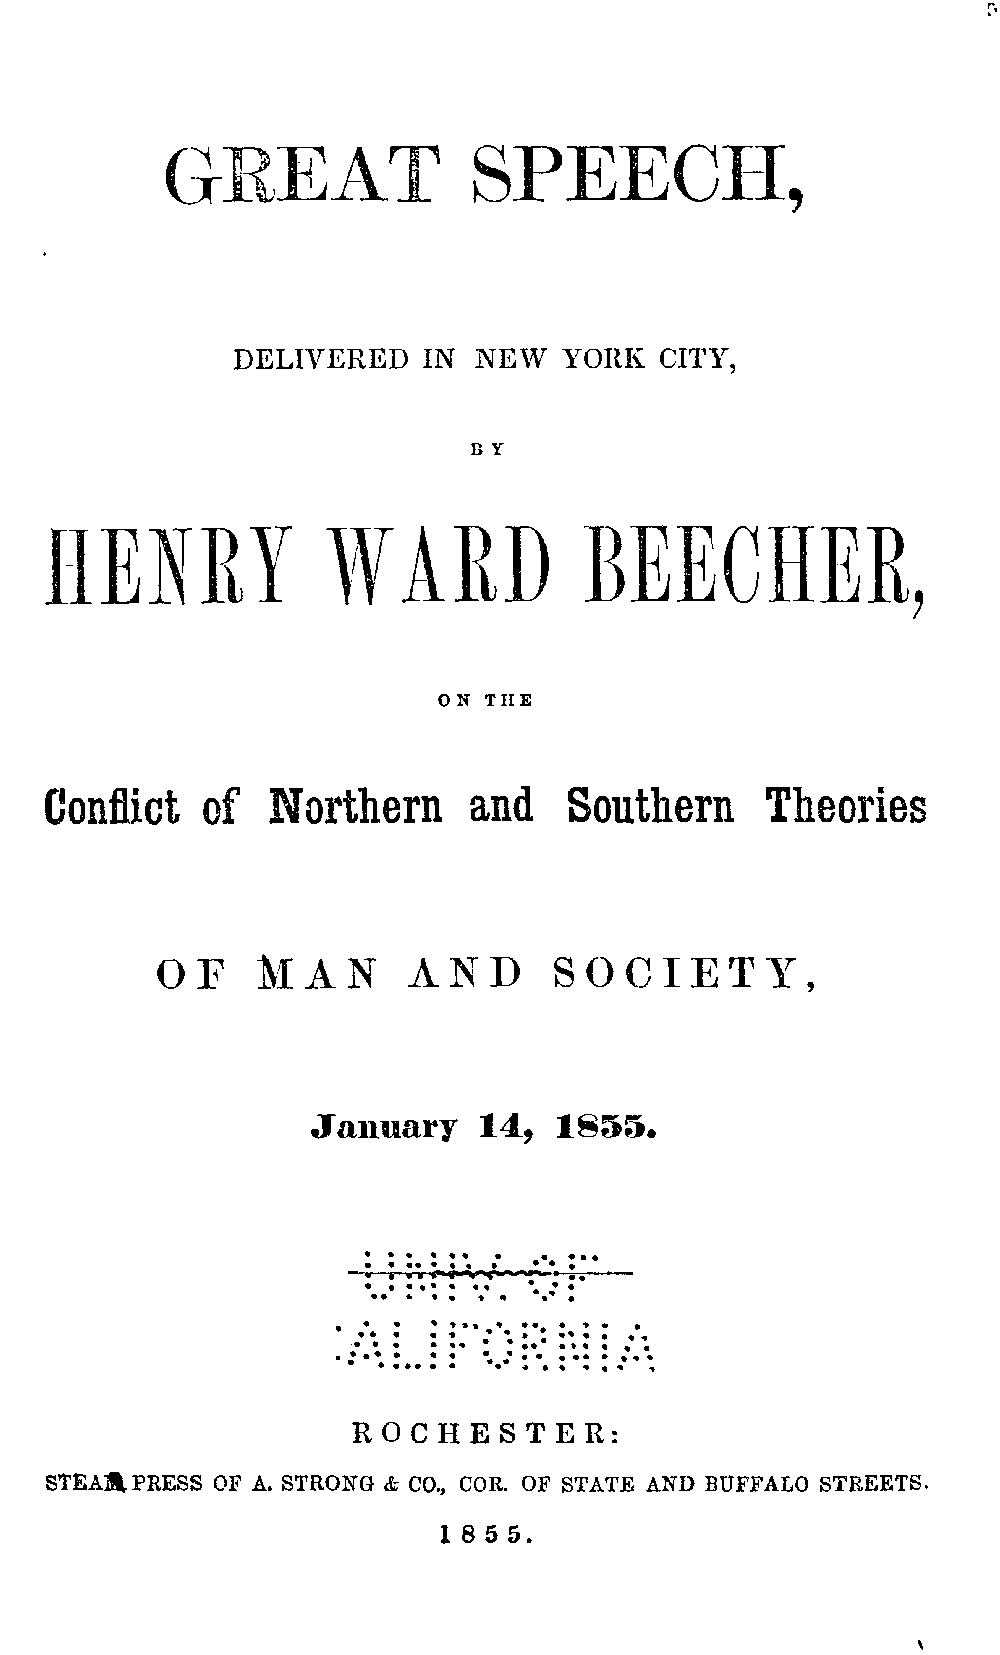 GREAT SPEECH,
DELIVERED IN NEW YORK CITY,
BY
HENRY WARD BEECHER,
ON THE
Conflict of Northern and Southern Theories
OF MAN AND SOCIETY,
January 14, 1855.
UNIV. OF
CALIFORNIA
ROCHESTER:
STEAM PRESS OF A. STRONG & CO., COR. OF STATE AND BUFFALO STREETS.
1855.